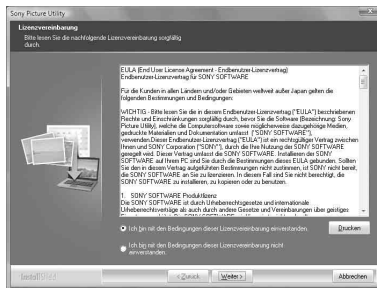 Sony Picture Utility
Lizenzvereinbarung
Bitte lesen Sie die nachfolgende Lizenzvereinbarung sorgfältig
durch.
EULA (End User License Agreement - Endbenutzer-Lizenzvertrag)
Endbenutzer-Lizenzvertrag für SONY SOFTWARE
Für die Kunden in allen Ländern und/oder Gebieten weltweit außer Japan gelten die
folgenden Bestimmungen und Bedingungen:
WICHTIG - Bitte lesen Sie die in diesem Endbenutzer-Lizenzvertrag ("EULA") beschriebenen
Rechte und Einschränkungen sorgfältig durch, bevor Sie die Software (Bezeichnung: Sony
Picture Utility), welche die Computersoftware sowie möglicherweise dazugehörige Medien,
gedruckte Materialien und Dokumentation umfasst ("SONY SOFTWARE"),
verwenden.Dieser Endbenutzer-Lizenzvertrag ("EULA") ist ein rechtsgültiger Vertrag zwischen
Ihnen und SONY Corporation ("SONY"), durch die Ihre Nutzung der SONY SOFTWARE
geregelt wird. Dieser Vertrag umfasst die SONY SOFTWARE. Installieren der SONY
SOFTWARE auf Ihrem PC sind Sie durch die Bestimmungen dieses EULA gebunden. Sollten
Sie den in diesem Vertrag aufgeführten Bestimmungen nicht zustimmen, ist SONY nicht bereit,
die SONY SOFTWARE an Sie zu lizenzieren. In diesem Fall sind Sie nicht berechtigt, die
SONY SOFTWARE zu installieren, zu kopieren oder zu benutzen.
1. SONY SOFTWARE Produktlizenz
Die SONY SOFTWARE ist durch Urheberrechtsgesetze und internationale
Urheberrechtsverträge als auch durch andere Gesetze und Vereinbarungen über geistiges
Ich bin mit den Bedingungen dieser Lizenzvereinbarung einverstanden.
Drucken
Ich bin mit den Bedingungen dieser Lizenzvereinbarung nicht
einverstanden.
InstallShield
< Zurück
Weiter >
Abbrechen